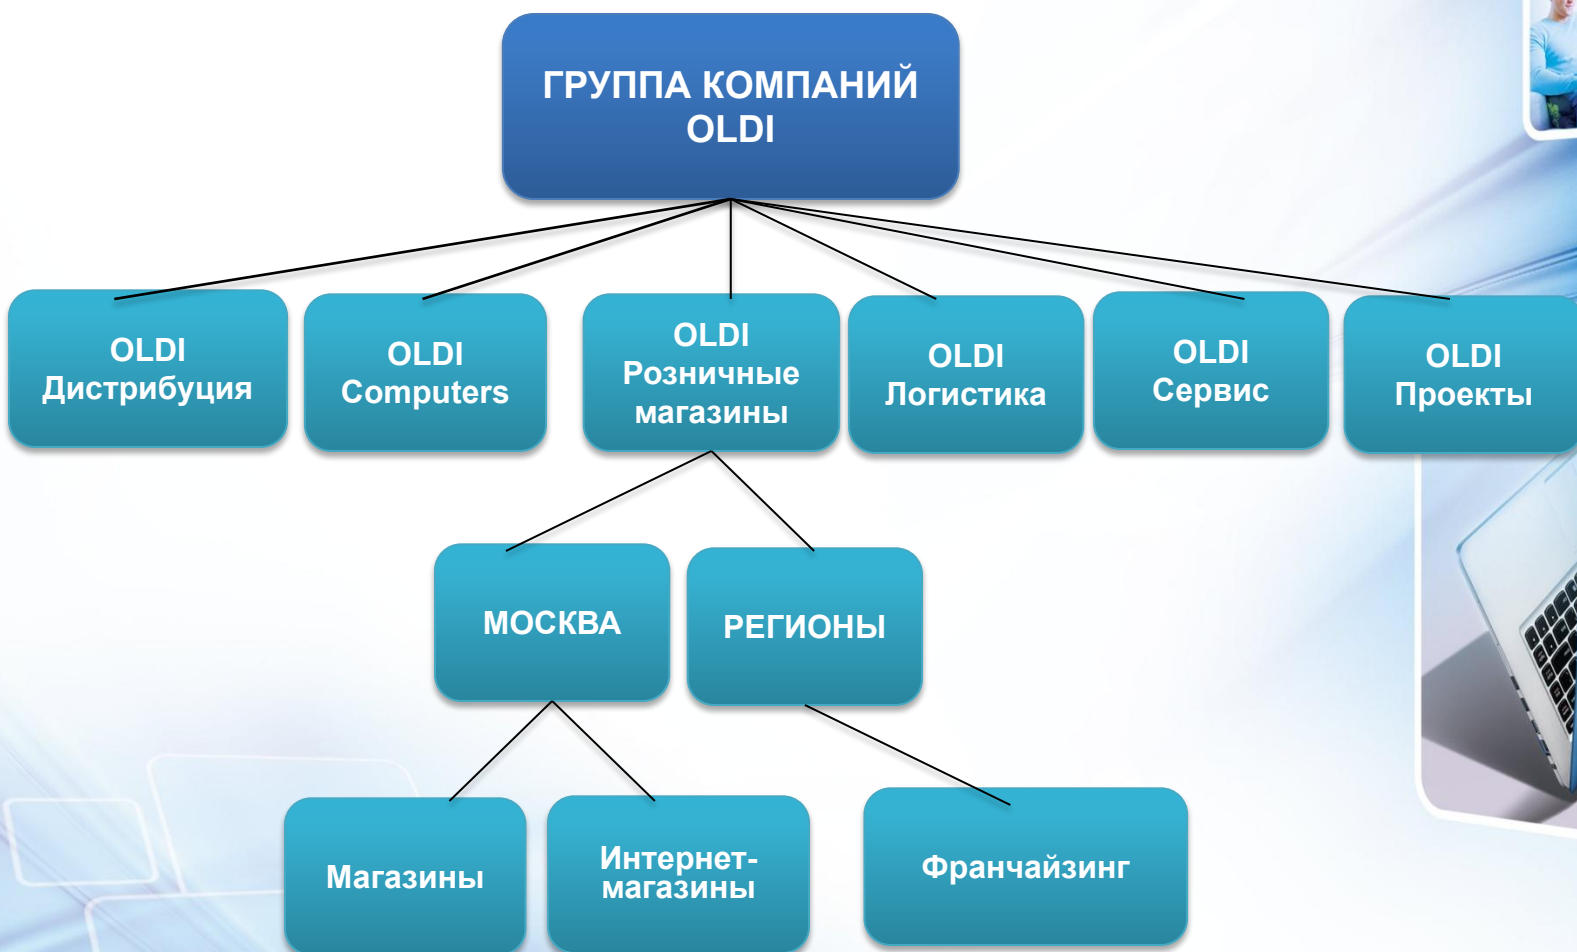 ГРУППА КОМПАНИЙ
OLDI
OLDI
Дистрибуция
OLDI
Computers
OLDI
Розничные
магазины
OLDI
Логистика
OLDI
Сервис
OLDI
Проекты
МОСКВА
РЕГИОНЫ
Магазины
Интернет-
магазины
Франчайзинг